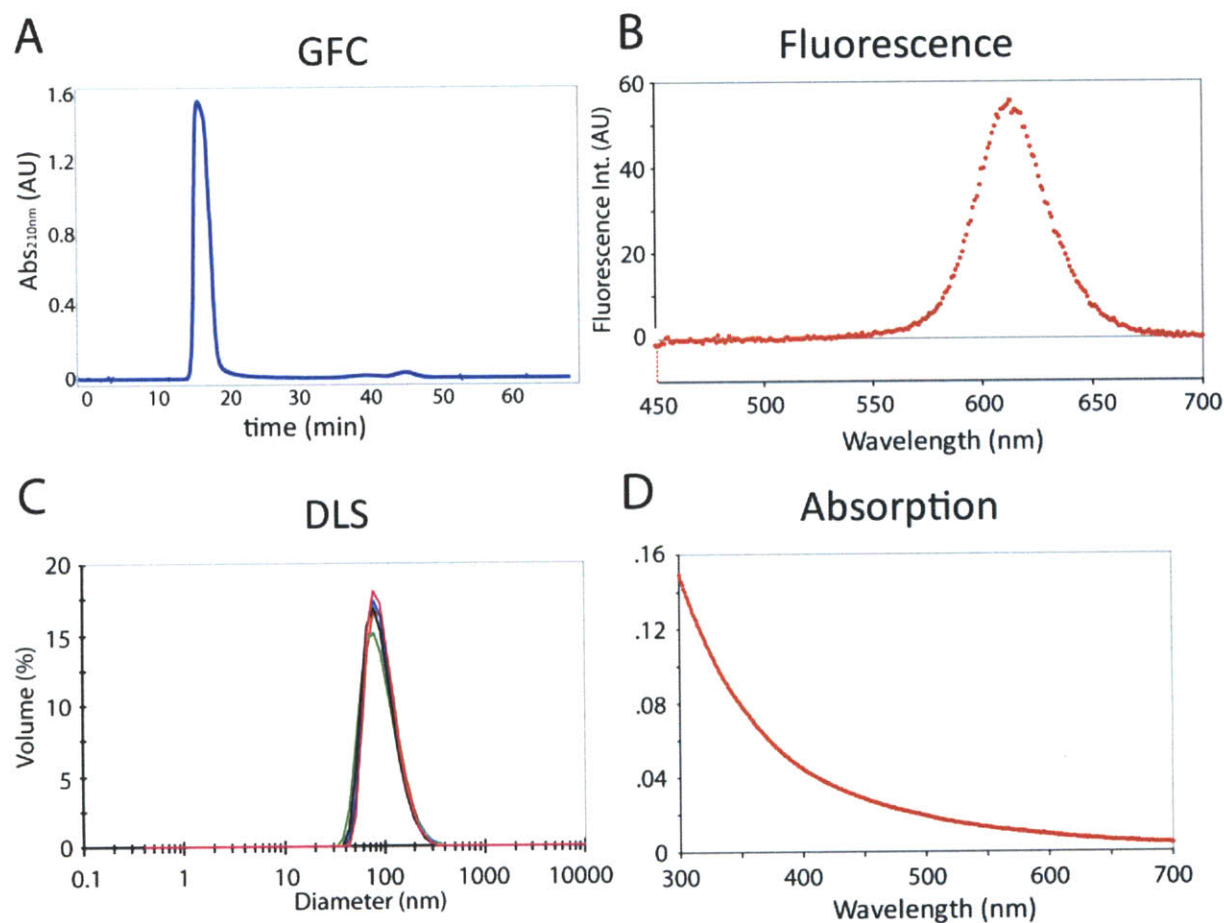 A
GFC
1.6
1.2
0.8
0.4
0
Abs210nm (AU)
0 10 20 30 40 50 60
time (min)
B
Fluorescence
60
40
20
0
Fluorescence Int. (AU)
450 500 550 600 650 700
Wavelength (nm)
C
DLS
20
15
10
5
0
Volume (%)
0.1 1 10 100 1000 10000
Diameter (nm)
D
Absorption
.16
.12
.08
.04
0
300 400 500 600 700
Wavelength (nm)